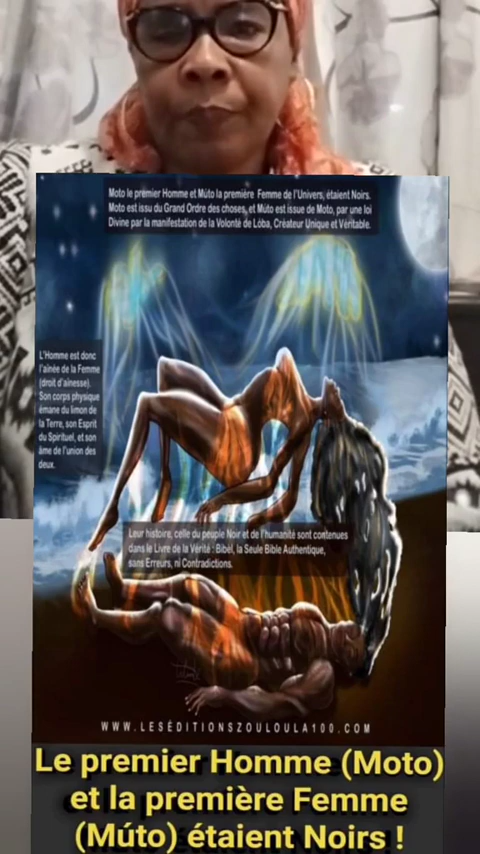 Moto le premier Homme et Múto la première Femme de l'Univers, étaient Noirs.
Moto est issu du Grand Ordre des choses, et Múto est issue de Moto, par une loi
Divine par la manifestation de la Volonté de Lóba, Créateur Unique et Véritable.
L'Homme est donc
l'ainée de la Femme
(droit d'ainesse).
Son corps physique
émane du limon de
la Terre, son Esprit
du Spirituel, et son
âme de l'union des
deux.
Leur histoire, celle du peuple Noir et de l'humanité sont contenues
dans le Livre de la Vérité : Bibèl, la Seule Bible Authentique,
sans Erreurs, ni Contradictions.
WWW.LESÉDITIONSZOULOULA100.COM
Le premier Homme (Moto)
et la première Femme
(Múto) étaient Noirs !